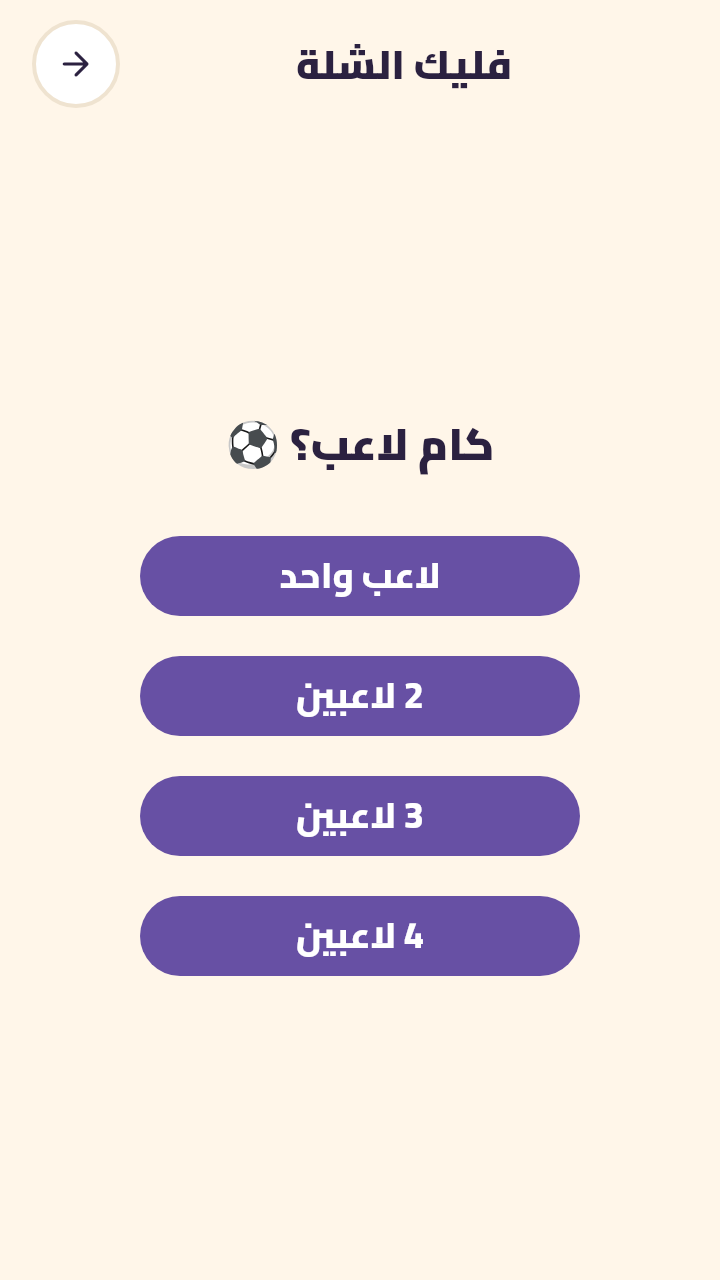 فليك الشلة
كام لاعب؟ ⚽
لاعب واحد
2 لاعبين
3 لاعبين
4 لاعبين